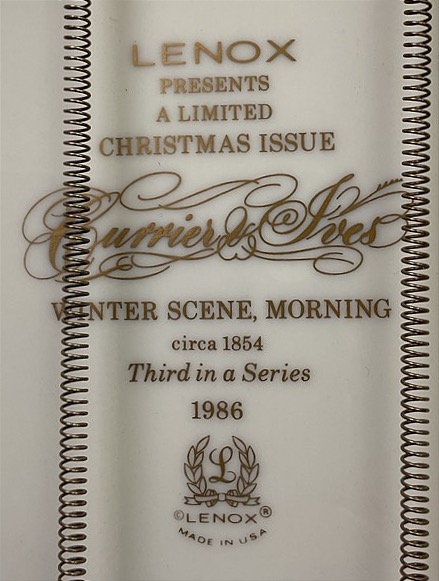 LENOX
PRESENTS
A LIMITED
CHRISTMAS ISSUE
Currier & Ives
WINTER SCENE, MORNING
circa 1854
Third in a Series
1986
L
©LENOX®
MADE IN USA